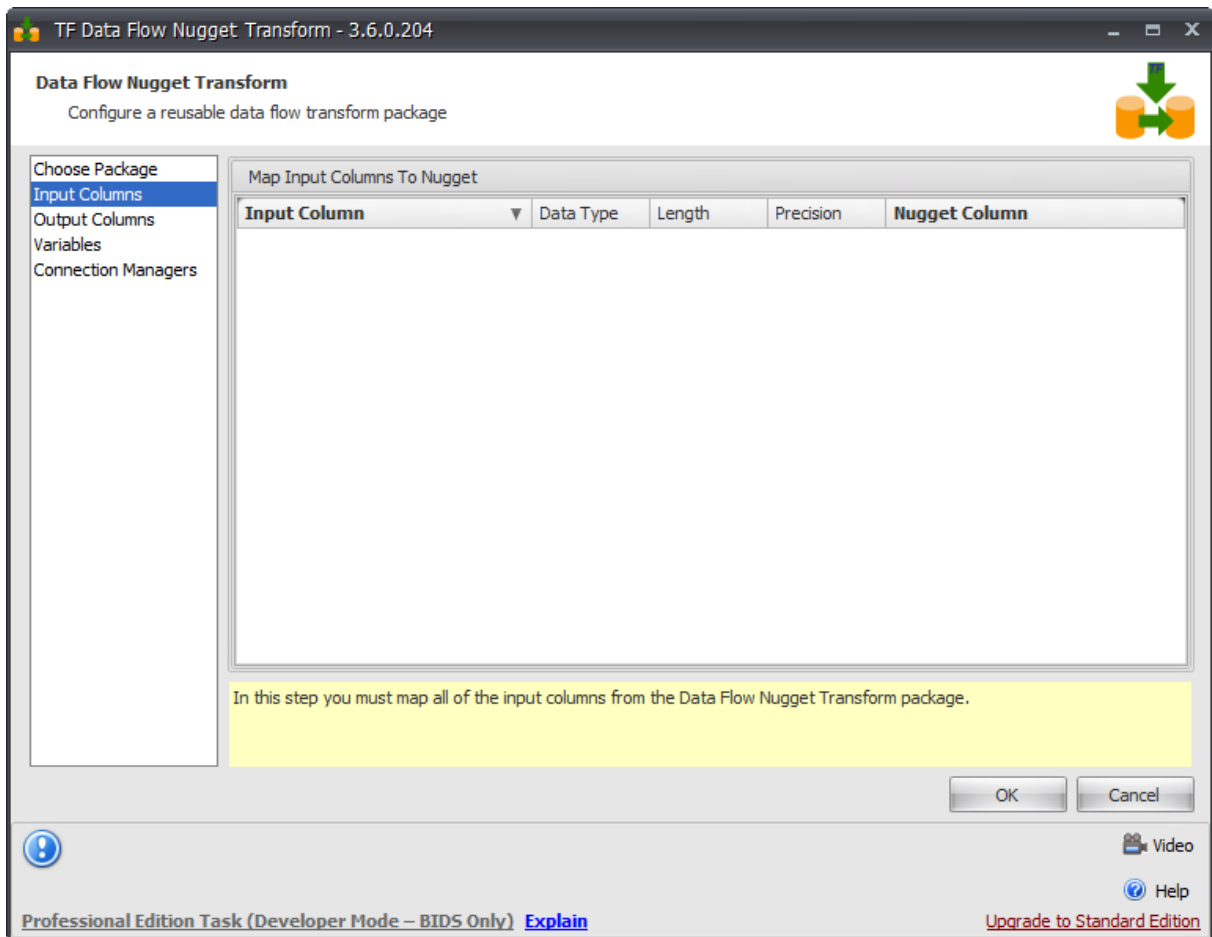 TF Data Flow Nugget Transform - 3.6.0.204
Data Flow Nugget Transform
Configure a reusable data flow transform package
TF
Choose Package
Input Columns
Output Columns
Variables
Connection Managers
Map Input Columns To Nugget
Input Column Data Type Length Precision Nugget Column
In this step you must map all of the input columns from the Data Flow Nugget Transform package.
OK Cancel
Video
Help
Professional Edition Task (Developer Mode – BIDS Only) Explain Upgrade to Standard Edition